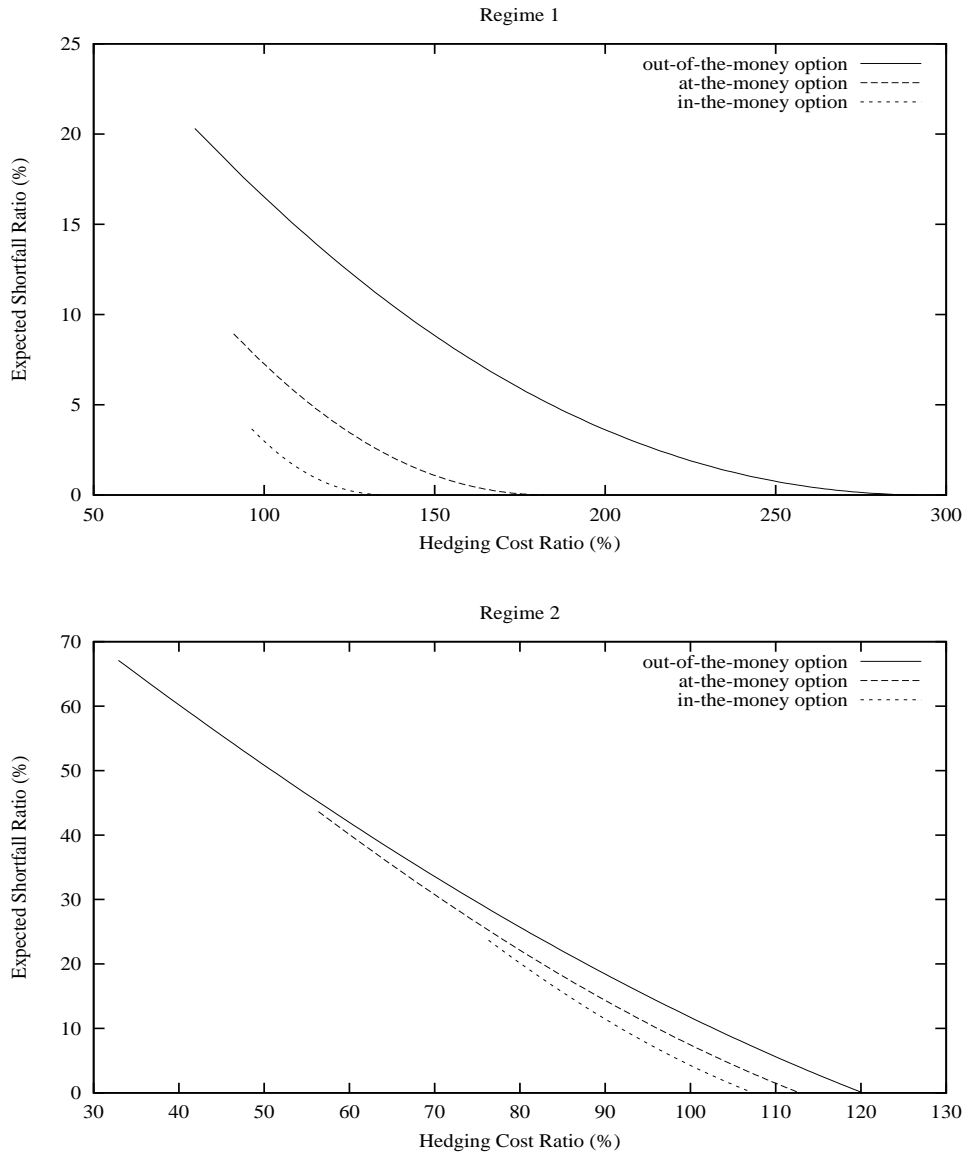 Regime 1
25
20
15
10
5
0
Expected Shortfall Ratio (%)
out-of-the-money option
at-the-money option
in-the-money option
50 100 150 200 250 300
Hedging Cost Ratio (%)
Regime 2
70
60
50
40
30
20
10
0
Expected Shortfall Ratio (%)
out-of-the-money option
at-the-money option
in-the-money option
30 40 50 60 70 80 90 100 110 120 130
Hedging Cost Ratio (%)